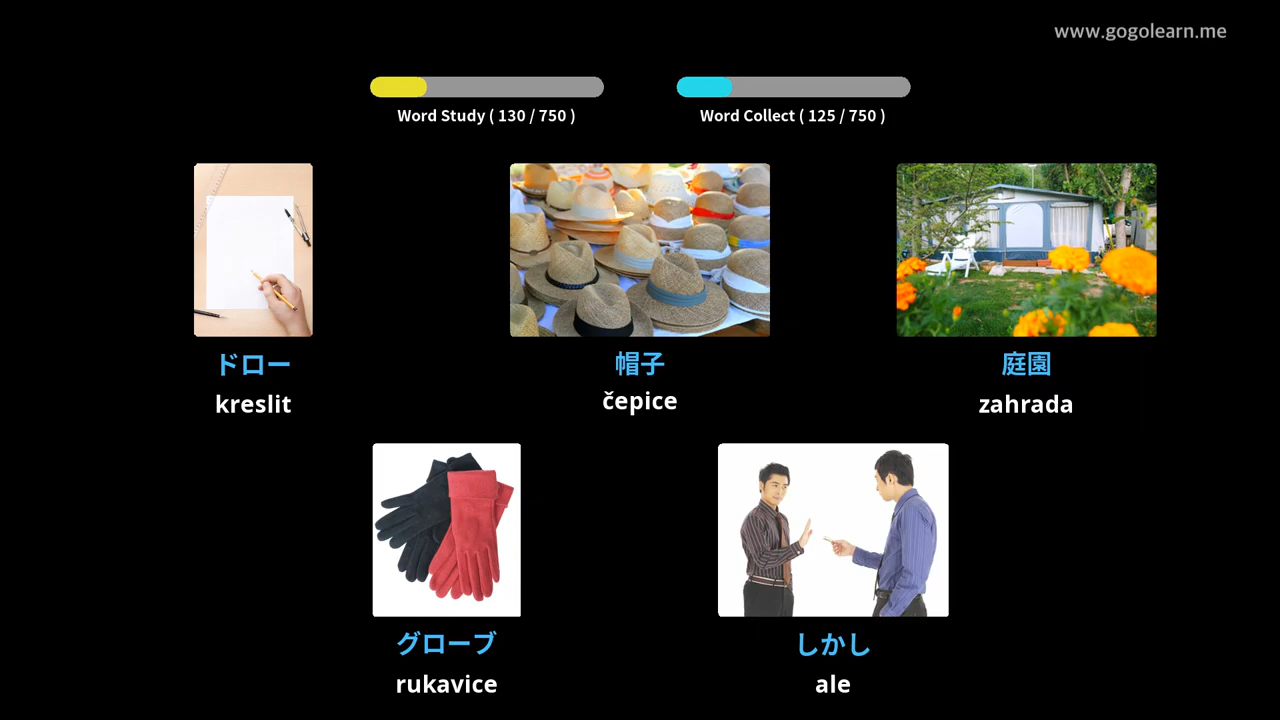 www.gogolearn.me
Word Study ( 130 / 750 )
Word Collect ( 125 / 750 )
ドロー
kreslit
帽子
čepice
庭園
zahrada
グローブ
rukavice
しかし
ale